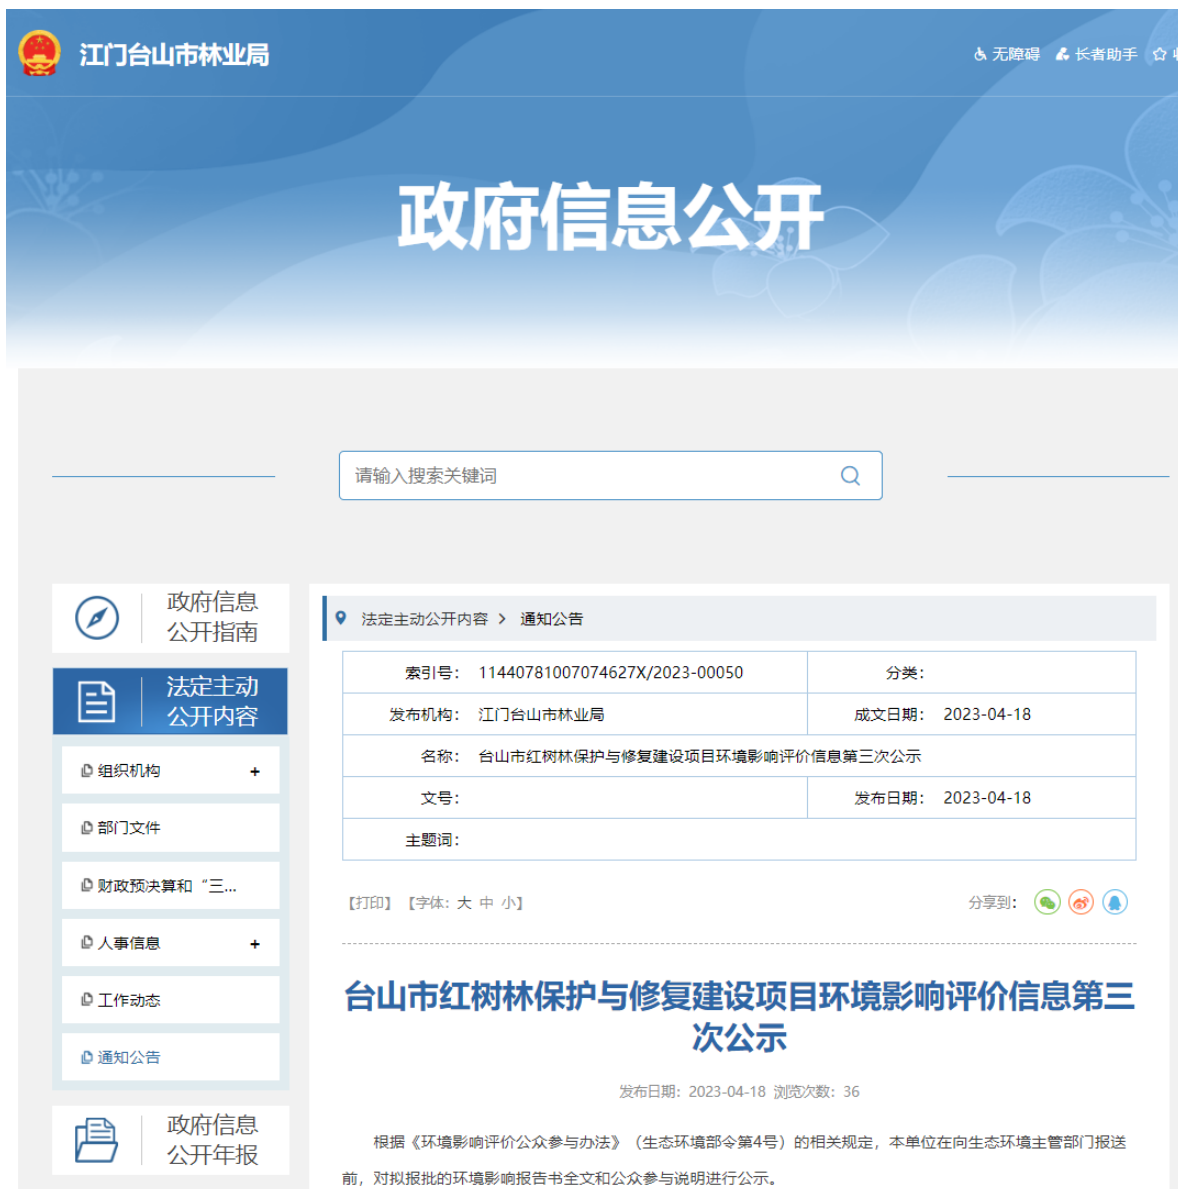 江门台山市林业局
无障碍 长者助手
政府信息公开
请输入搜索关键词
政府信息
公开指南
法定主动
公开内容
组织机构 +
部门文件
财政预决算和“三...
人事信息 +
工作动态
通知公告
政府信息
公开年报
法定主动公开内容 > 通知公告
索引号： 11440781007074627X/2023-00050 分类：
发布机构： 江门台山市林业局 成文日期： 2023-04-18
名称： 台山市红树林保护与修复建设项目环境影响评价信息第三次公示
文号： 发布日期： 2023-04-18
主题词：
【打印】【字体：大 中 小】 分享到：
台山市红树林保护与修复建设项目环境影响评价信息第三
次公示
发布日期：2023-04-18 浏览次数：36
根据《环境影响评价公众参与办法》（生态环境部令第4号）的相关规定，本单位在向生态环境主管部门报送
前，对拟报批的环境影响报告书全文和公众参与说明进行公示。